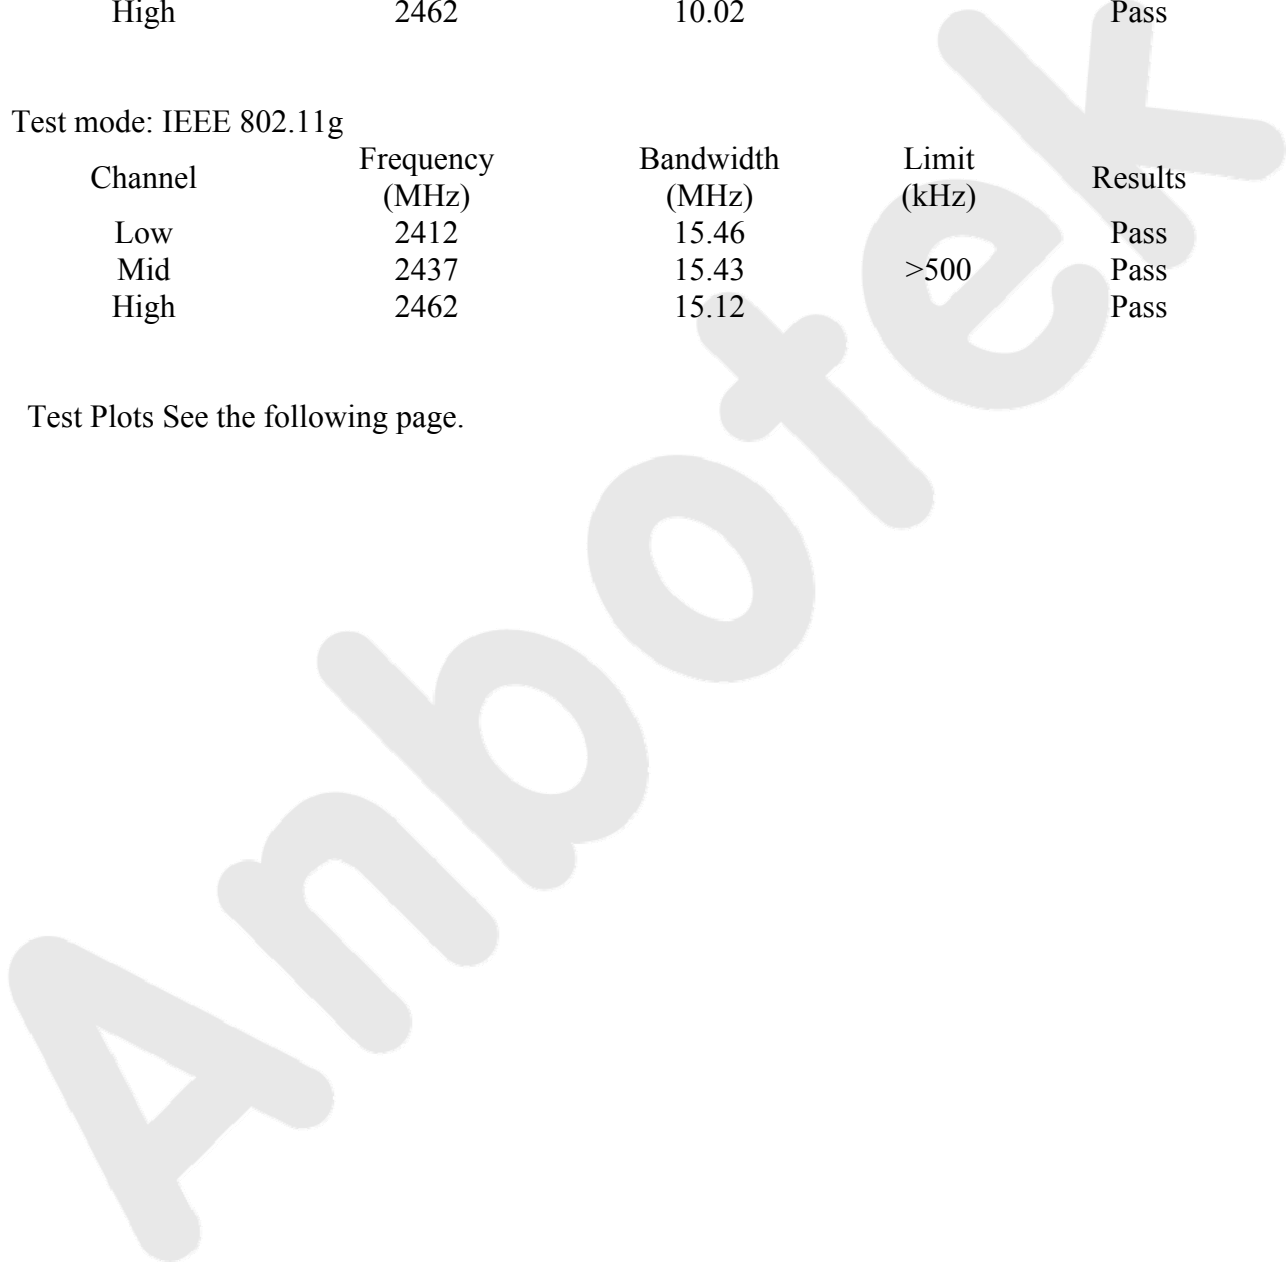 High 2462 10.02 Pass
Test mode: IEEE 802.11g
Channel Frequency (MHz) Bandwidth (MHz) Limit (kHz) Results
Low 2412 15.46 Pass
Mid 2437 15.43 >500 Pass
High 2462 15.12 Pass
Test Plots See the following page.
Anbotek